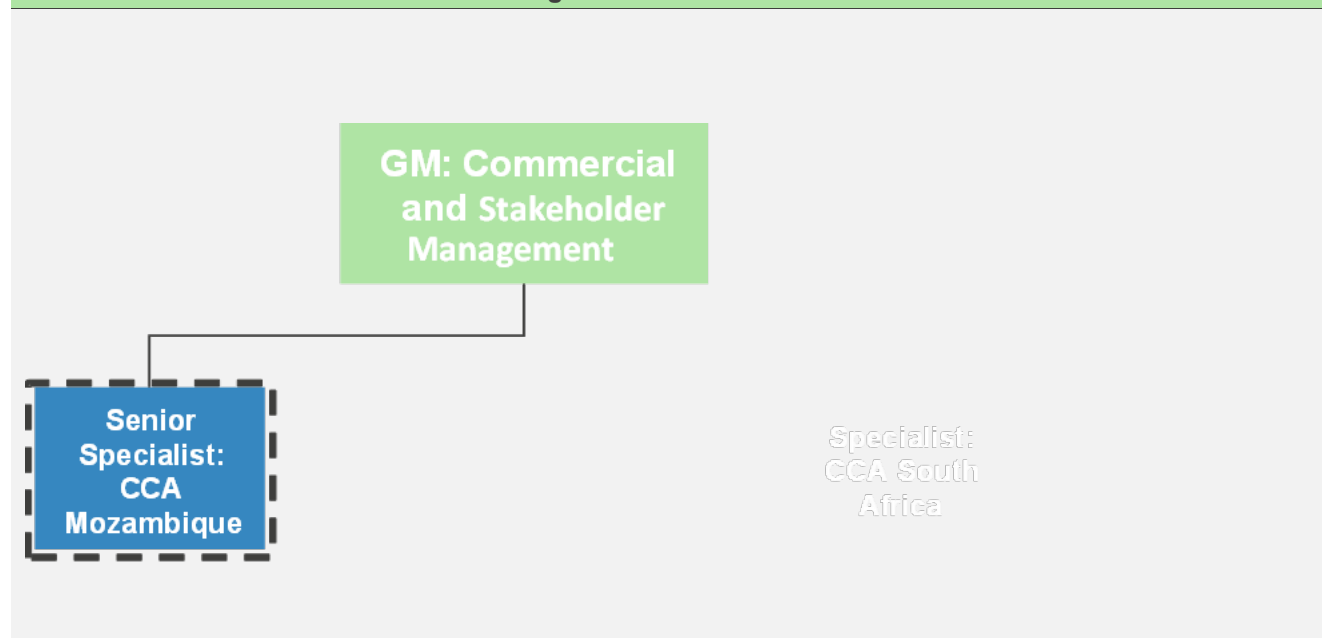 GM: Commercial
and Stakeholder
Management
Senior
Specialist:
CCA
Mozambique
Specialist:
CCA South
Africa